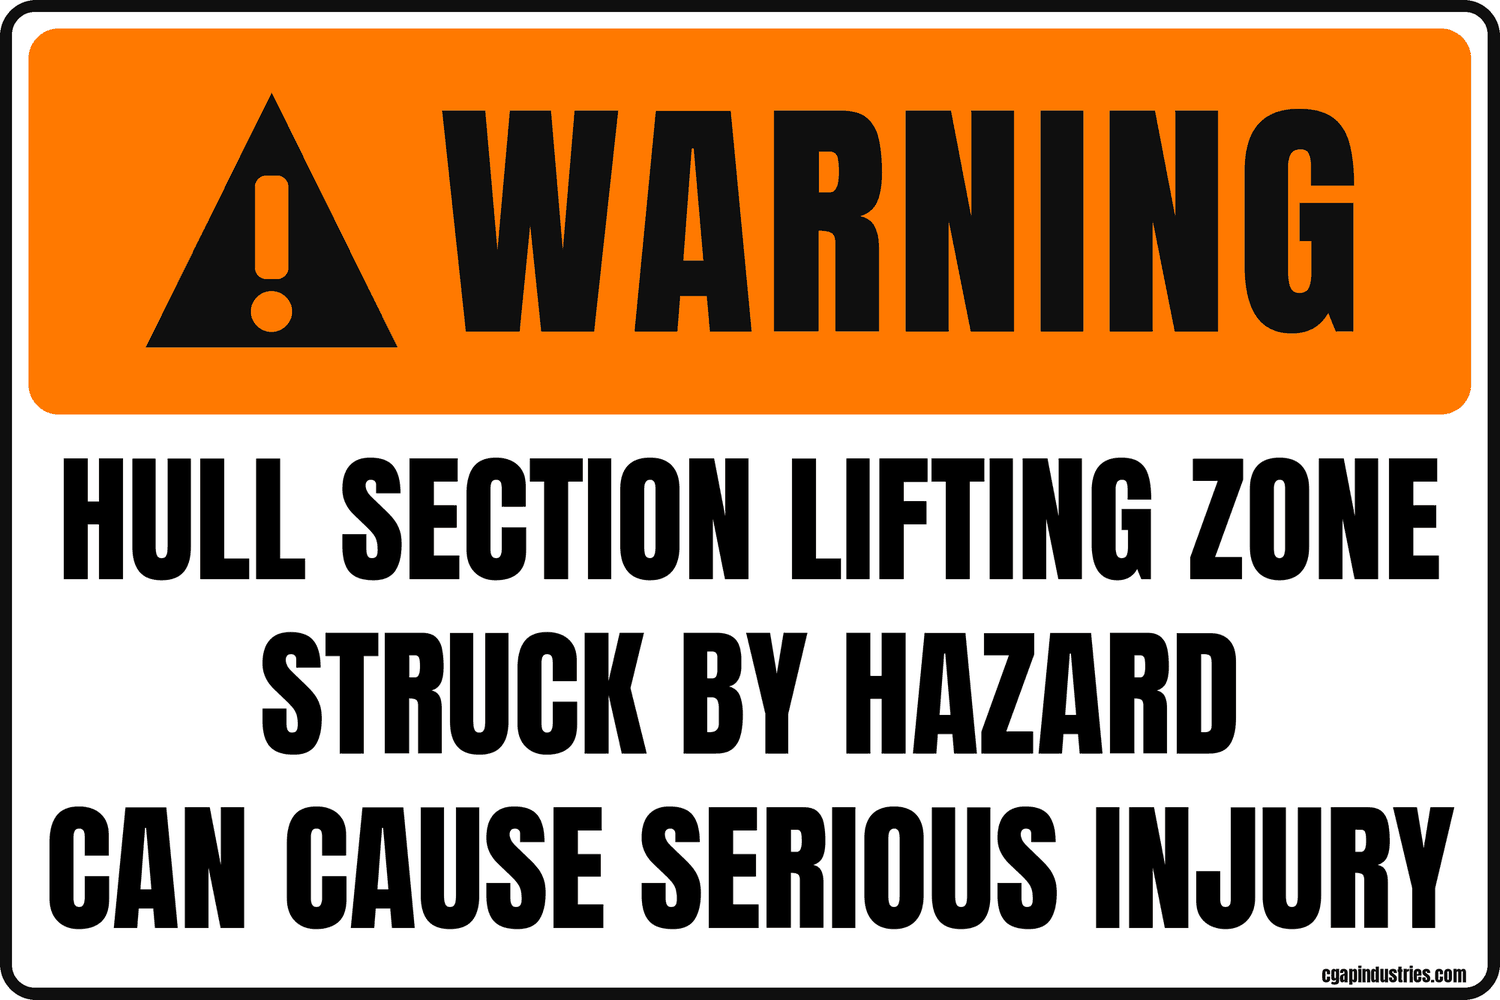 WARNING
HULL SECTION LIFTING ZONE
STRUCK BY HAZARD
CAN CAUSE SERIOUS INJURY
cgapindustries.com